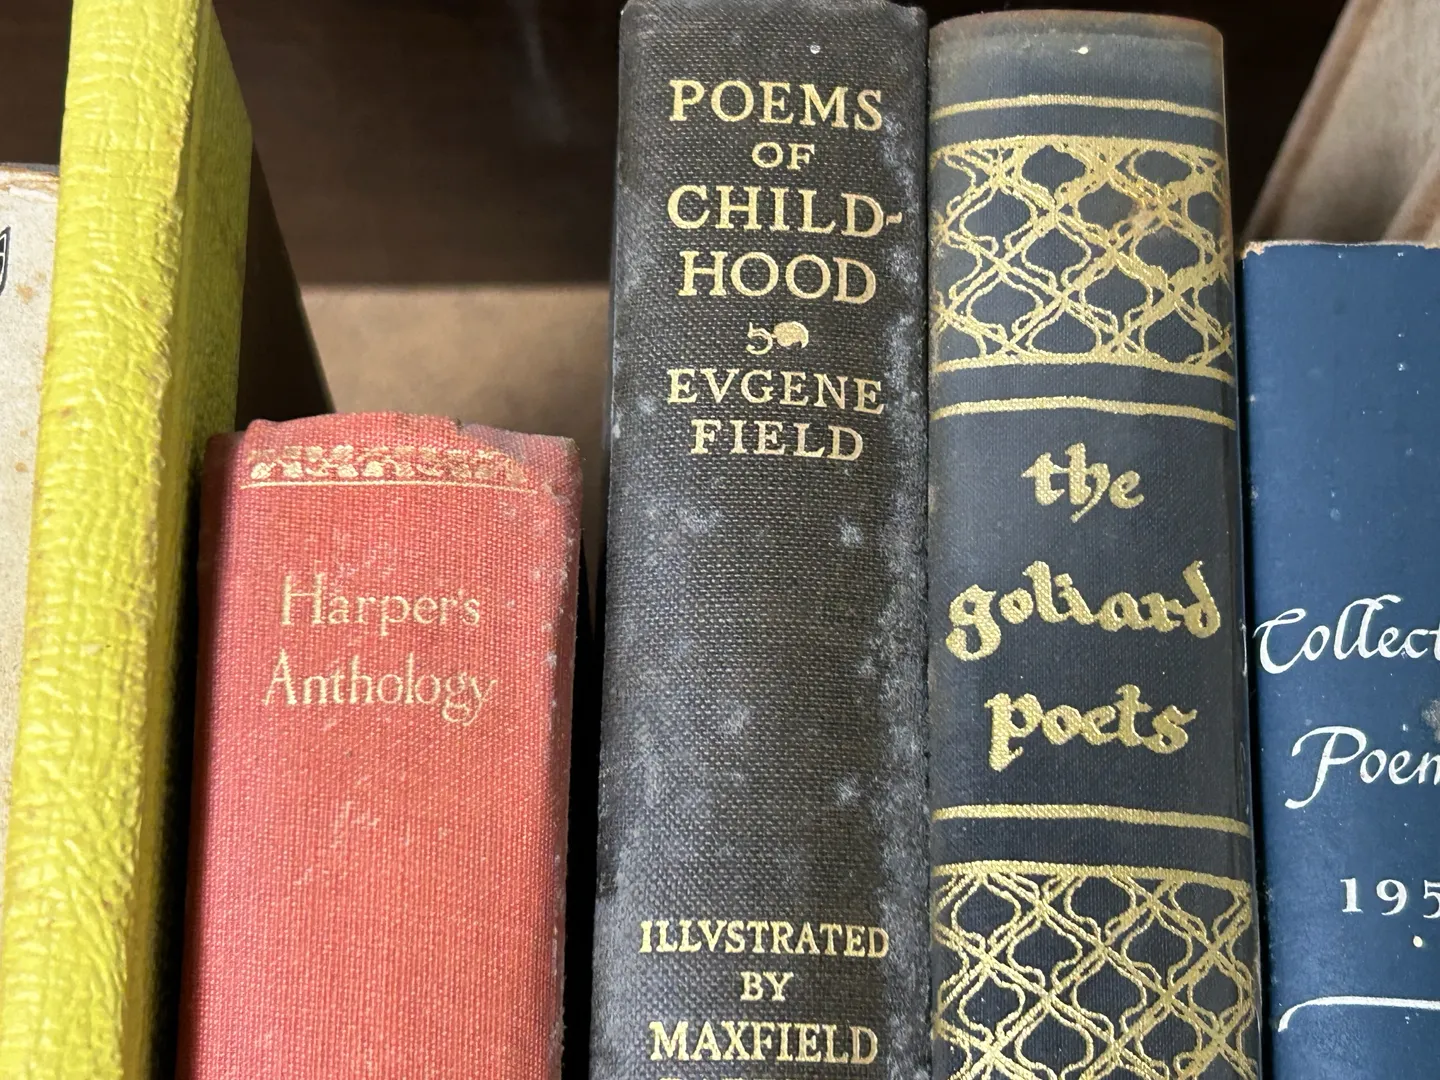 Harper's
Anthology
POEMS
OF
CHILD-
HOOD
EVGENE
FIELD
ILLVSTRATED
BY
MAXFIELD
the
goliard
poets
Collect
Poem
195